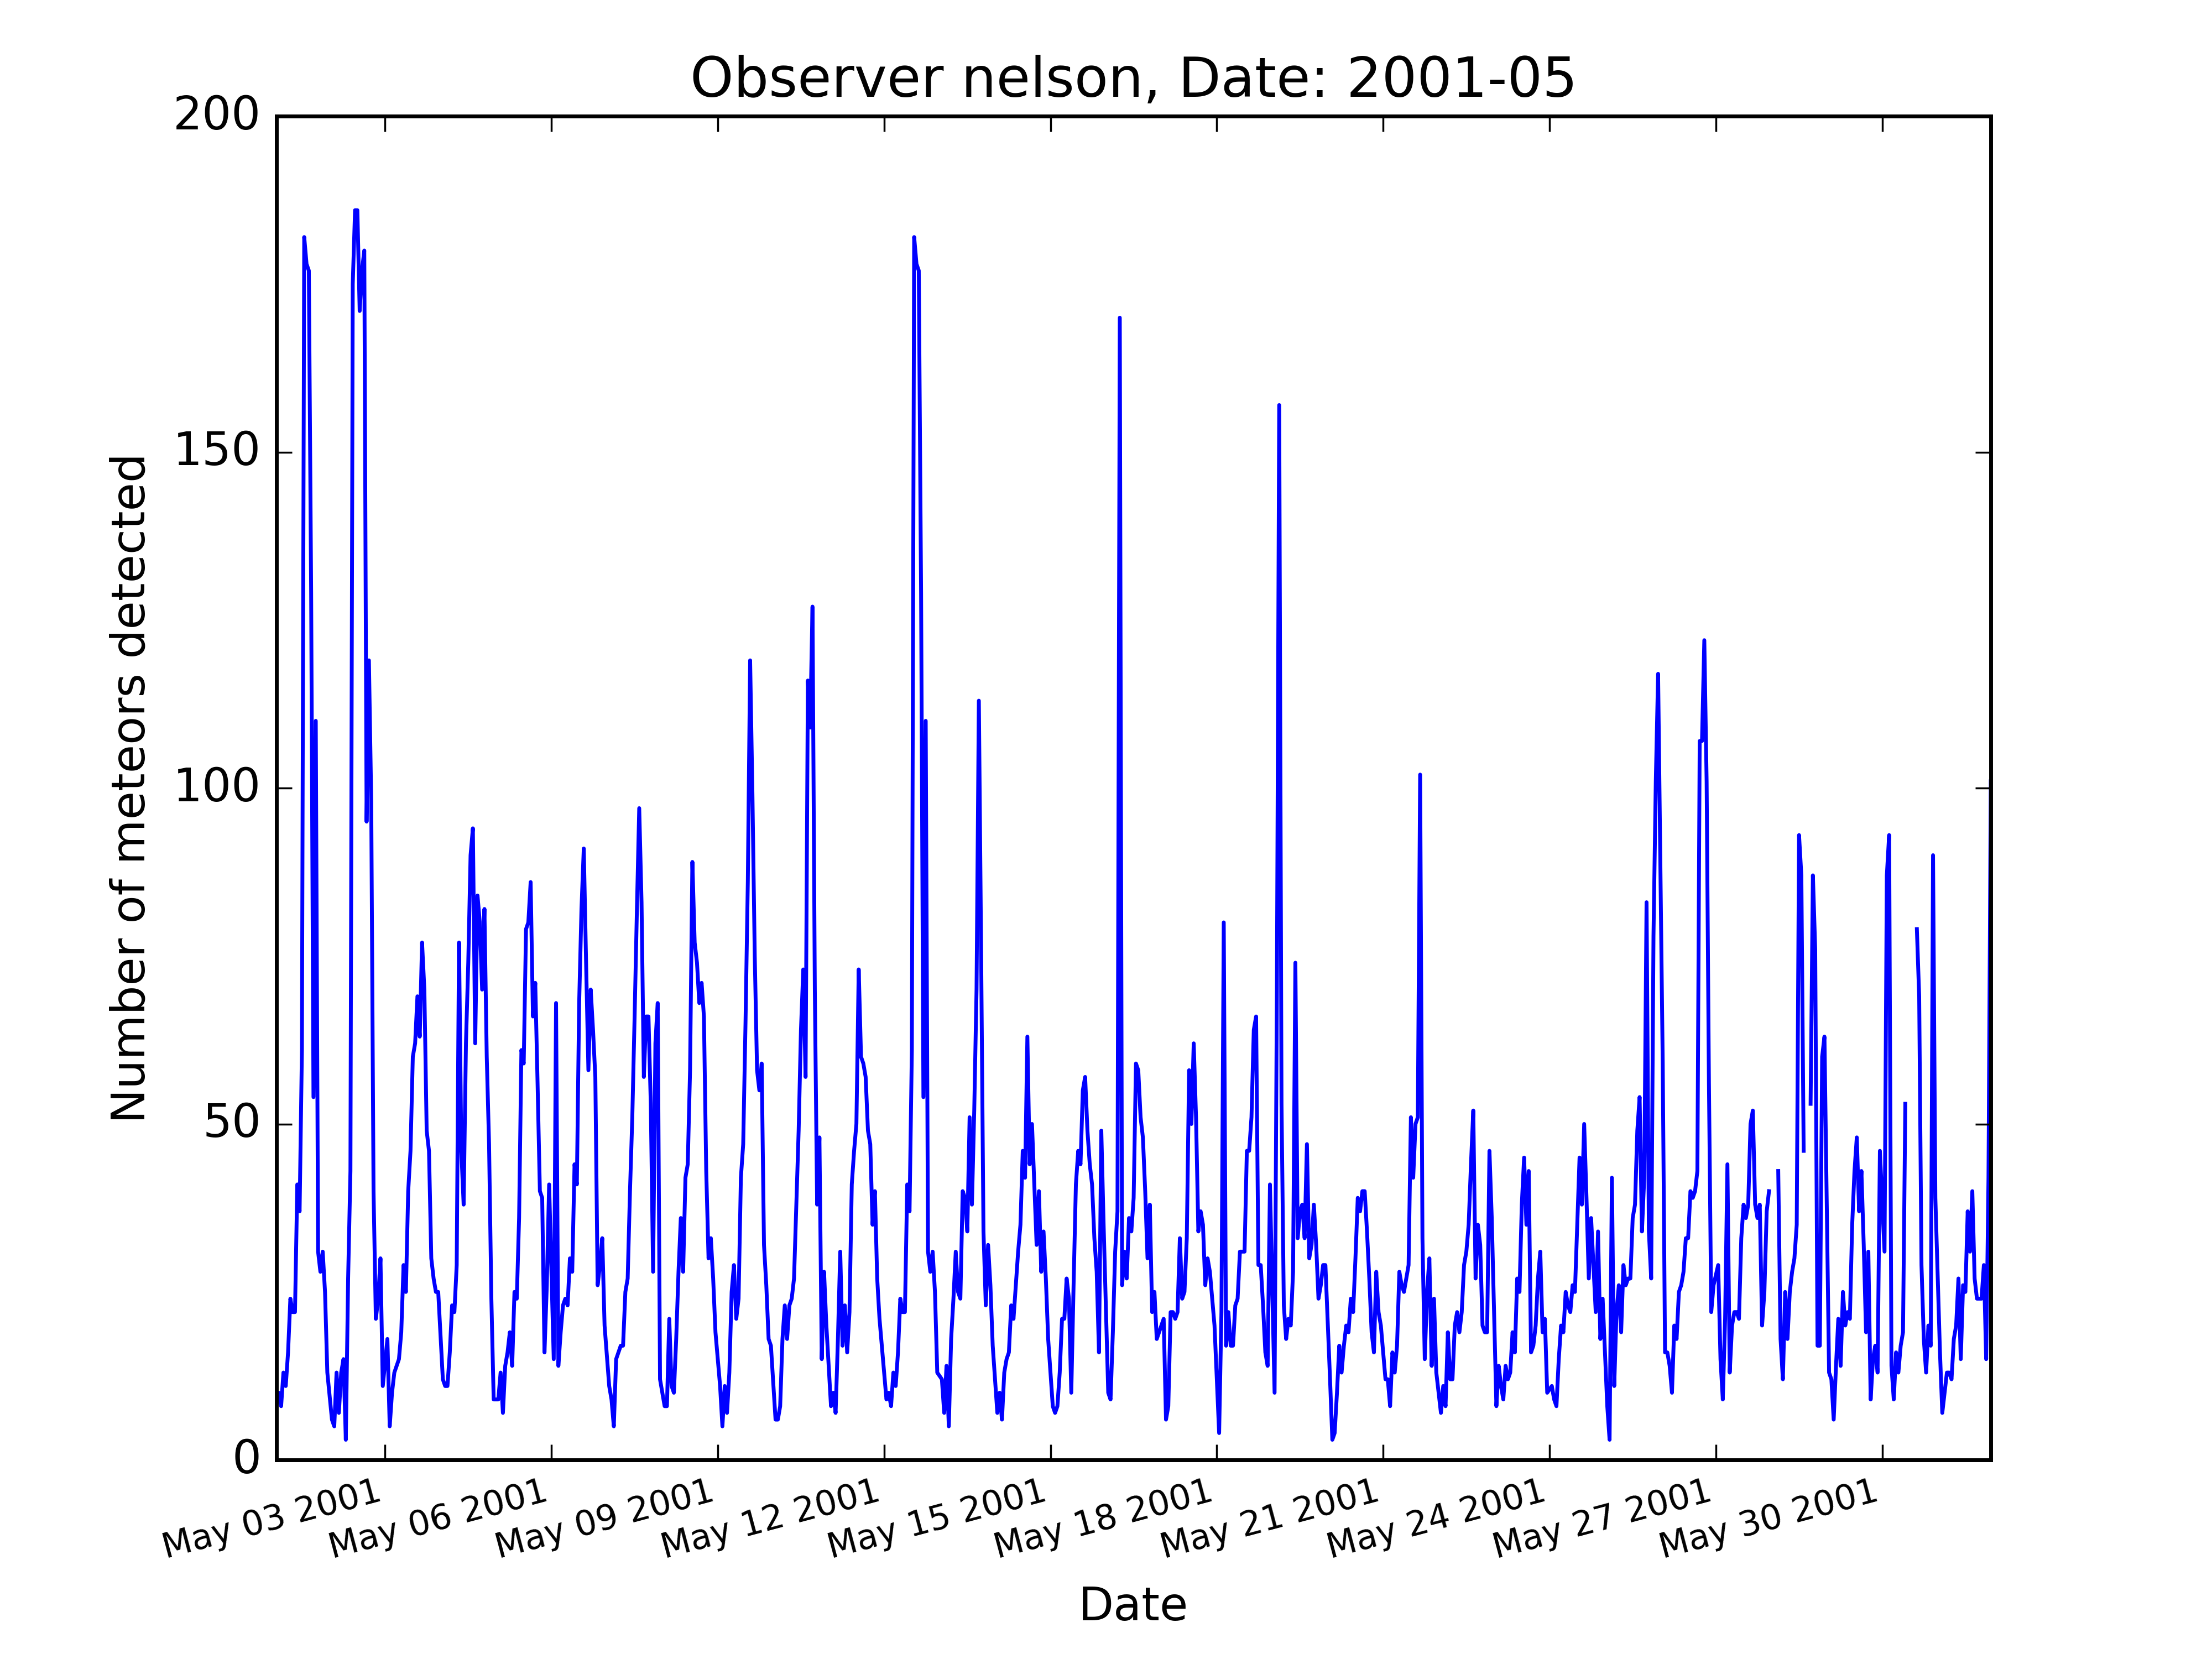 Observer nelson, Date: 2001-05
200
150
100
50
0
Number of meteors detected
May 03 2001
May 06 2001
May 09 2001
May 12 2001
May 15 2001
May 18 2001
May 21 2001
May 24 2001
May 27 2001
May 30 2001
Date